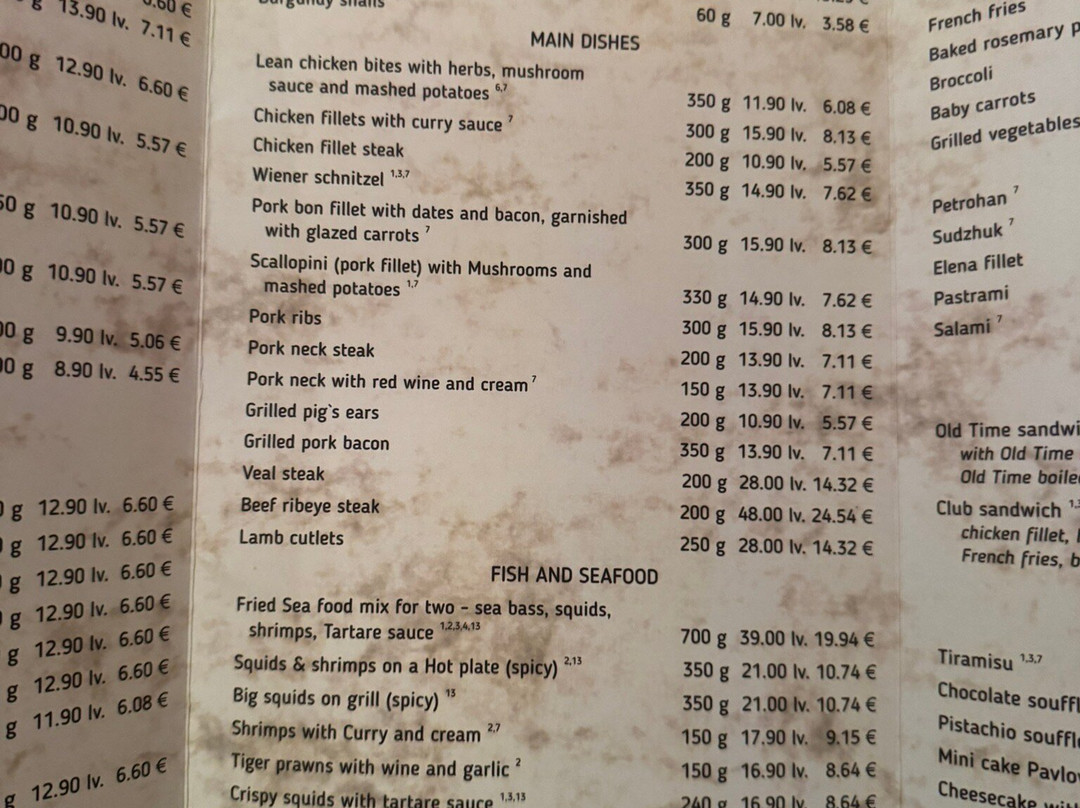 13.90 lv. 7.11 €
12.90 lv. 6.60 €
10.90 lv. 5.57 €
10.90 lv. 5.57 €
10.90 lv. 5.57 €
9.90 lv. 5.06 €
8.90 lv. 4.55 €
g 12.90 lv. 6.60 €
g 12.90 lv. 6.60 €
g 12.90 lv. 6.60 €
g 12.90 lv. 6.60 €
g 12.90 lv. 6.60 €
g 12.90 lv. 6.60 €
g 11.90 lv. 6.08 €
g 12.90 lv. 6.60 €
60 g 7.00 lv. 3.58 €
MAIN DISHES
Lean chicken bites with herbs, mushroom
sauce and mashed potatoes 6,7 350 g 11.90 lv. 6.08 €
Chicken fillets with curry sauce 7 300 g 15.90 lv. 8.13 €
Chicken fillet steak 200 g 10.90 lv. 5.57 €
Wiener schnitzel 1,3,7 350 g 14.90 lv. 7.62 €
Pork bon fillet with dates and bacon, garnished
with glazed carrots 7 300 g 15.90 lv. 8.13 €
Scallopini (pork fillet) with Mushrooms and
mashed potatoes 1,7 330 g 14.90 lv. 7.62 €
Pork ribs 300 g 15.90 lv. 8.13 €
Pork neck steak 200 g 13.90 lv. 7.11 €
Pork neck with red wine and cream 7 150 g 13.90 lv. 7.11 €
Grilled pig`s ears 200 g 10.90 lv. 5.57 €
Grilled pork bacon 350 g 13.90 lv. 7.11 €
Veal steak 200 g 28.00 lv. 14.32 €
Beef ribeye steak 200 g 48.00 lv. 24.54 €
Lamb cutlets 250 g 28.00 lv. 14.32 €
FISH AND SEAFOOD
Fried Sea food mix for two - sea bass, squids,
shrimps, Tartare sauce 1,2,3,4,13 700 g 39.00 lv. 19.94 €
Squids & shrimps on a Hot plate (spicy) 2,13 350 g 21.00 lv. 10.74 €
Big squids on grill (spicy) 13 350 g 21.00 lv. 10.74 €
Shrimps with Curry and cream 2,7 150 g 17.90 lv. 9.15 €
Tiger prawns with wine and garlic 2 150 g 16.90 lv. 8.64 €
Crispy squids with tartare sauce 1,3,13 240 g 16.90 lv. 8.64 €
French fries
Baked rosemary
Broccoli
Baby carrots
Grilled vegetables
Petrohan 7
Sudzhuk 7
Elena fillet
Pastrami
Salami 7
Old Time
with Old Time
Old Time
Club sandwich
chicken fillet,
French fries,
Tiramisu 1,3,7
Chocolate
Pistachio
Mini cake
Cheesecake